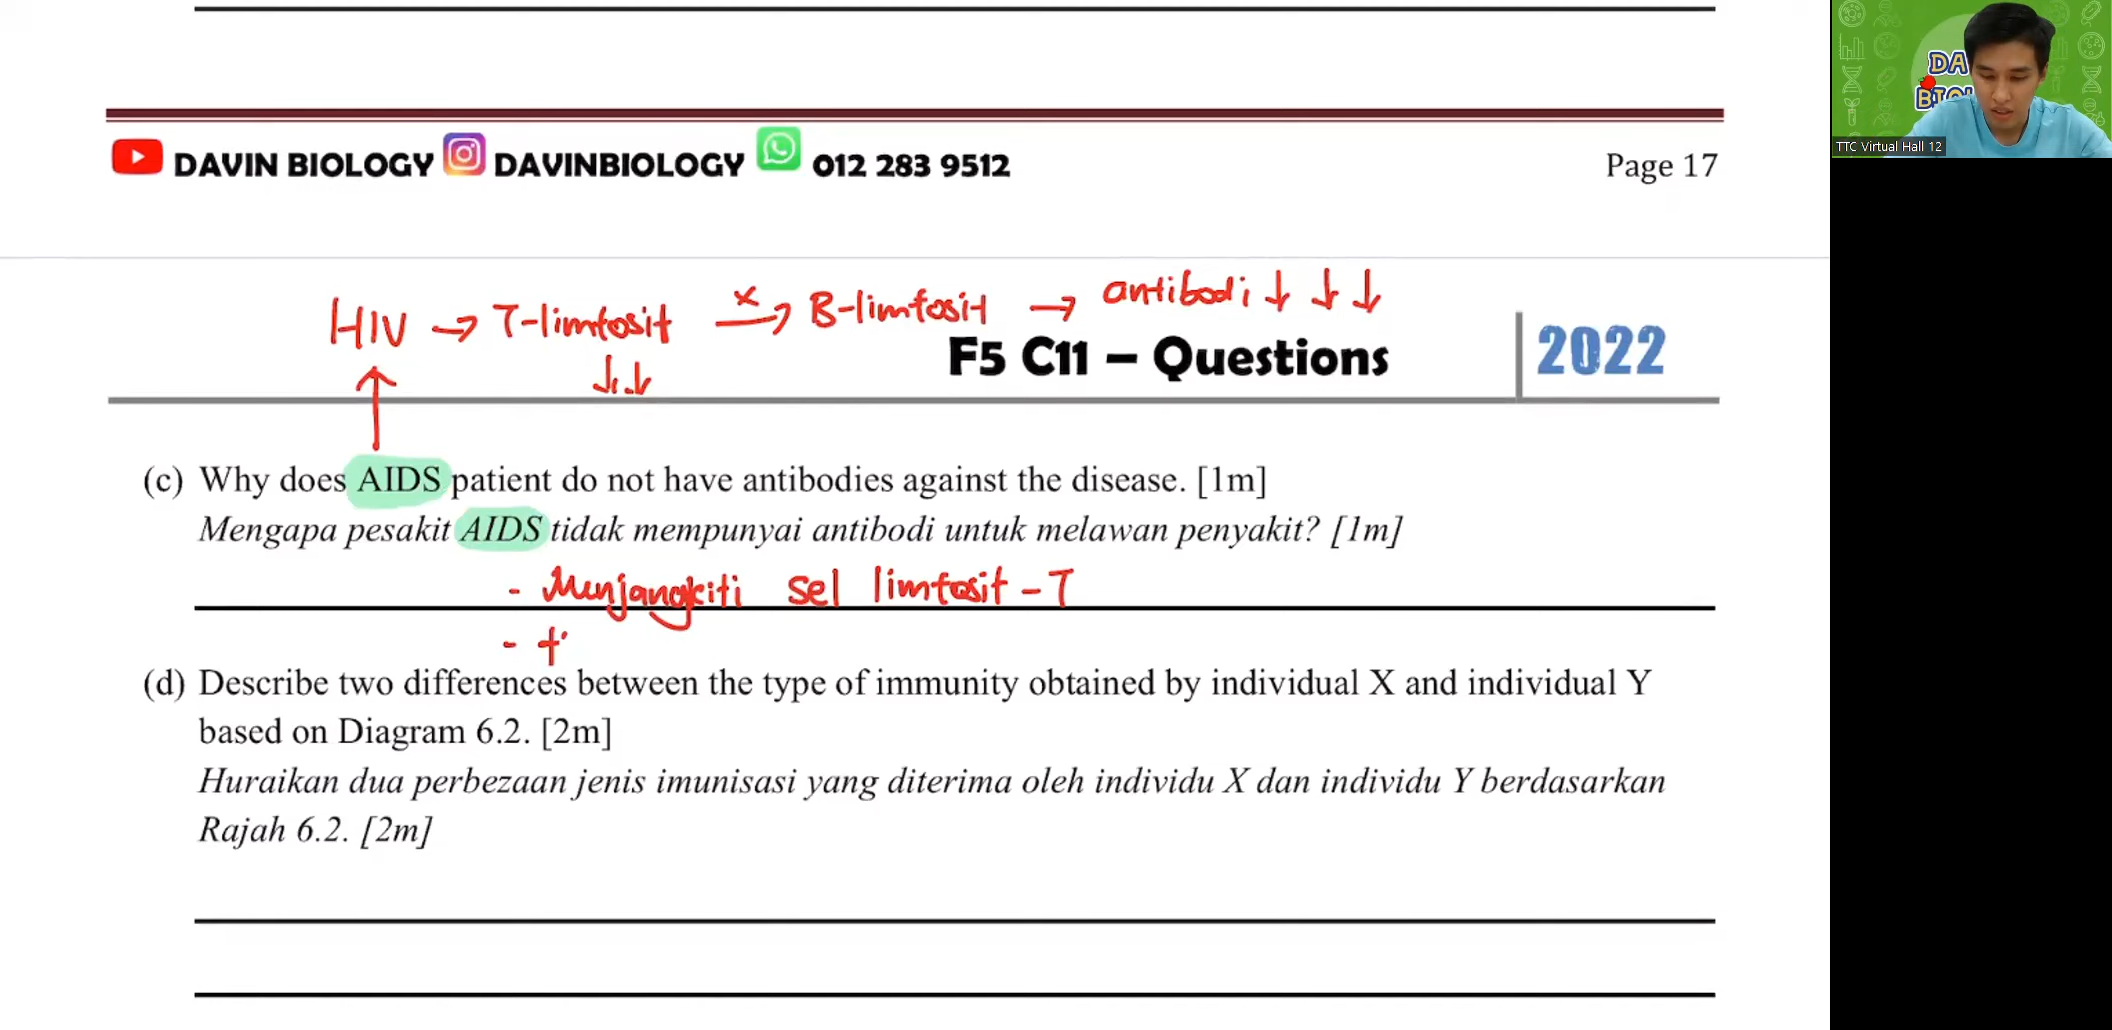 DAVIN BIOLOGY DAVINBIOLOGY 012 283 9512
Page 17
TTC Virtual Hall 12
HIV → T-limfosit x→ B-limfosit → antibodi ↓ ↓ ↓
↓↓
F5 C11 – Questions 2022
(c) Why does AIDS patient do not have antibodies against the disease. [1m]
Mengapa pesakit AIDS tidak mempunyai antibodi untuk melawan penyakit? [1m]
- Menjangkiti sel limfosit - T
(d) Describe two differences between the type of immunity obtained by individual X and individual Y
based on Diagram 6.2. [2m]
Huraikan dua perbezaan jenis imunisasi yang diterima oleh individu X dan individu Y berdasarkan
Rajah 6.2. [2m]